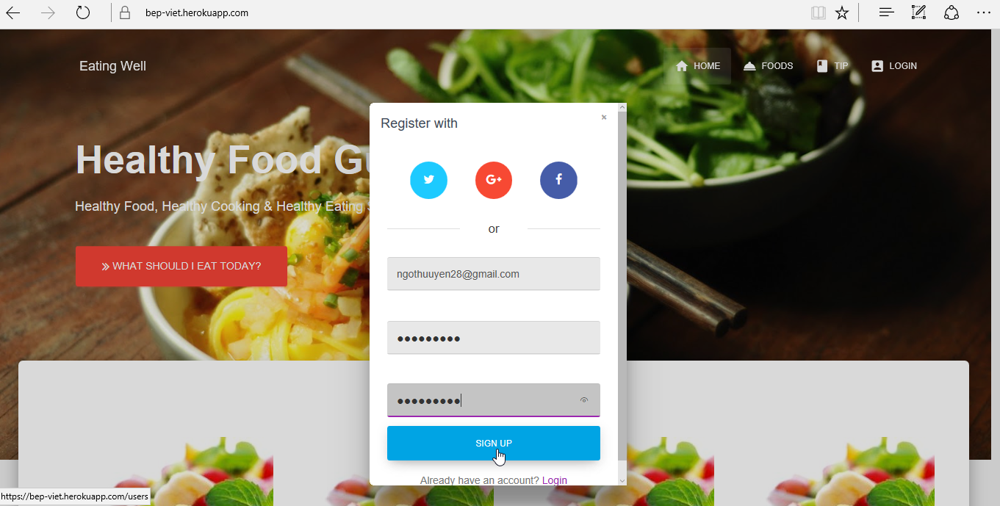 bep-viet.herokuapp.com
Eating Well
HOME
FOODS
TIP
LOGIN
Register with
×
G+
f
or
Healthy Food Gu
Healthy Food, Healthy Cooking & Healthy Eating
» WHAT SHOULD I EAT TODAY?
ngothuuyen28@gmail.com
●●●●●●●●●
●●●●●●●●●
SIGN UP
Already have an account? Login
https://bep-viet.herokuapp.com/users